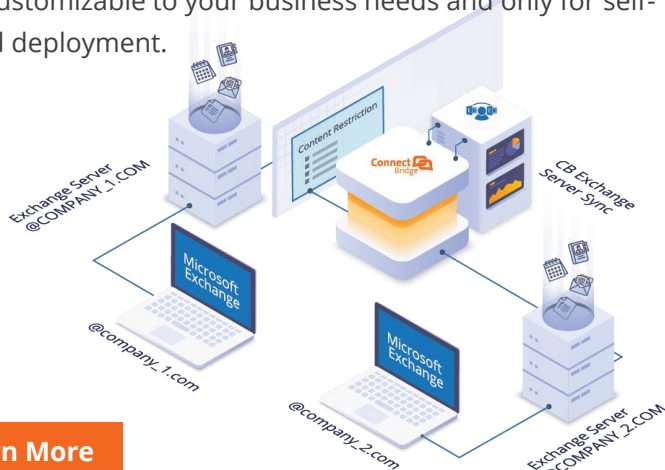 ustomizable to your business needs and only for self-
deployment.
Content Restriction
Connect
Bridge
Exchange Server
@COMPANY_1.COM
CB Exchange
Server Sync
Microsoft
Exchange
@company_1.com
Microsoft
Exchange
@company_2.com
Exchange Server
@COMPANY_2.COM
n More